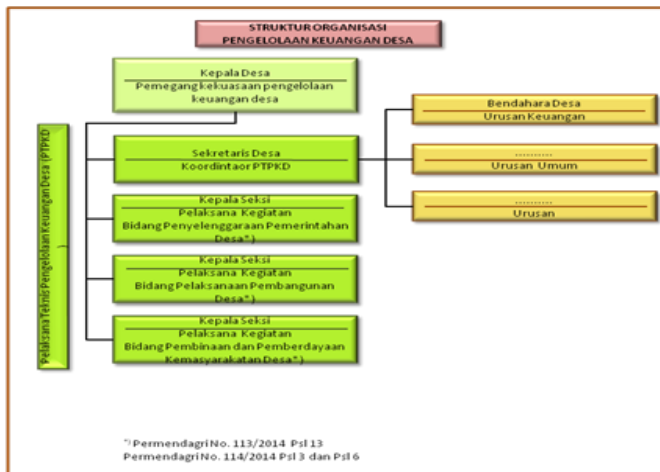 STRUKTUR ORGANISASI
PENGELOLAAN KEUANGAN DESA
Kepala Desa
Pemegang kekuasaan pengelolaan
keuangan desa
Sekretaris Desa
Koordintaor PTPKD
Kepala Seksi
Pelaksana Kegiatan
Bidang Penyelenggaraan Pemerintahan
Desa*)
Kepala Seksi
Pelaksana Kegiatan
Bidang Pelaksanaan Pembangunan
Desa*)
Kepala Seksi
Pelaksana Kegiatan
Bidang Pembinaan dan Pemberdayaan
Kemasyarakatan Desa*)
Pelaksana Teknis Pengelolaan Keuangan Desa (PTPKD
)
Bendahara Desa
Urusan Keuangan
..........
Urusan Umum
..........
Urusan
*) Permendagri No. 113/2014 Psl 13
Permendagri No. 114/2014 Psl 3 dan Psl 6